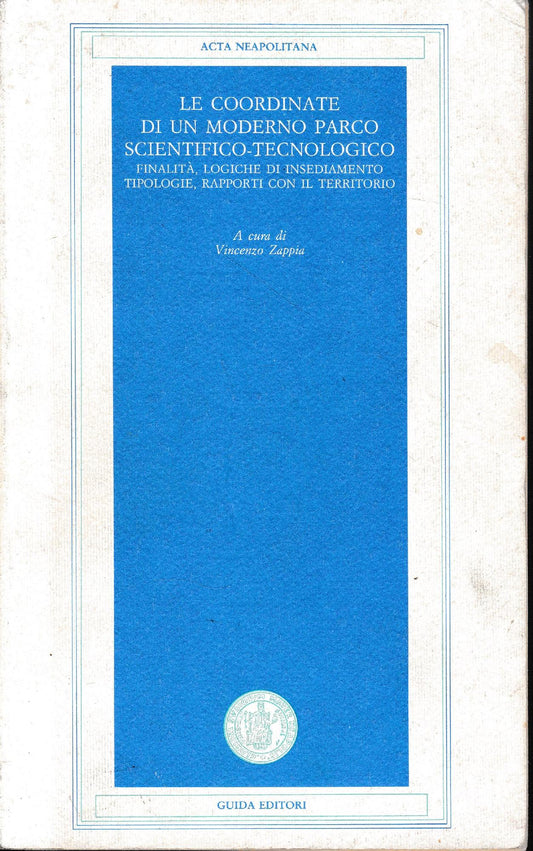 ACTA NEAPOLITANA
LE COORDINATE
DI UN MODERNO PARCO
SCIENTIFICO-TECNOLOGICO
FINALITÀ, LOGICHE DI INSEDIAMENTO
TIPOLOGIE, RAPPORTI CON IL TERRITORIO
A cura di
Vincenzo Zappia
GUIDA EDITORI